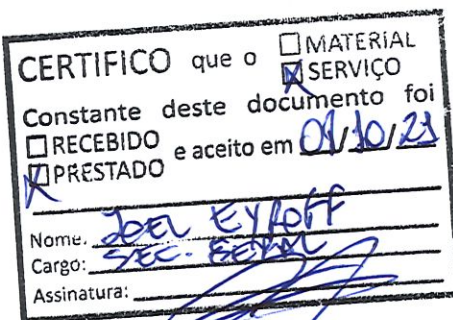 CERTIFICO que o ☐ MATERIAL
☒ SERVIÇO
Constante deste documento foi
☐ RECEBIDO
☒ PRESTADO e aceito em 01/10/21
Nome: JOEL EYROFF
Cargo: SEC. GERAL
Assinatura: